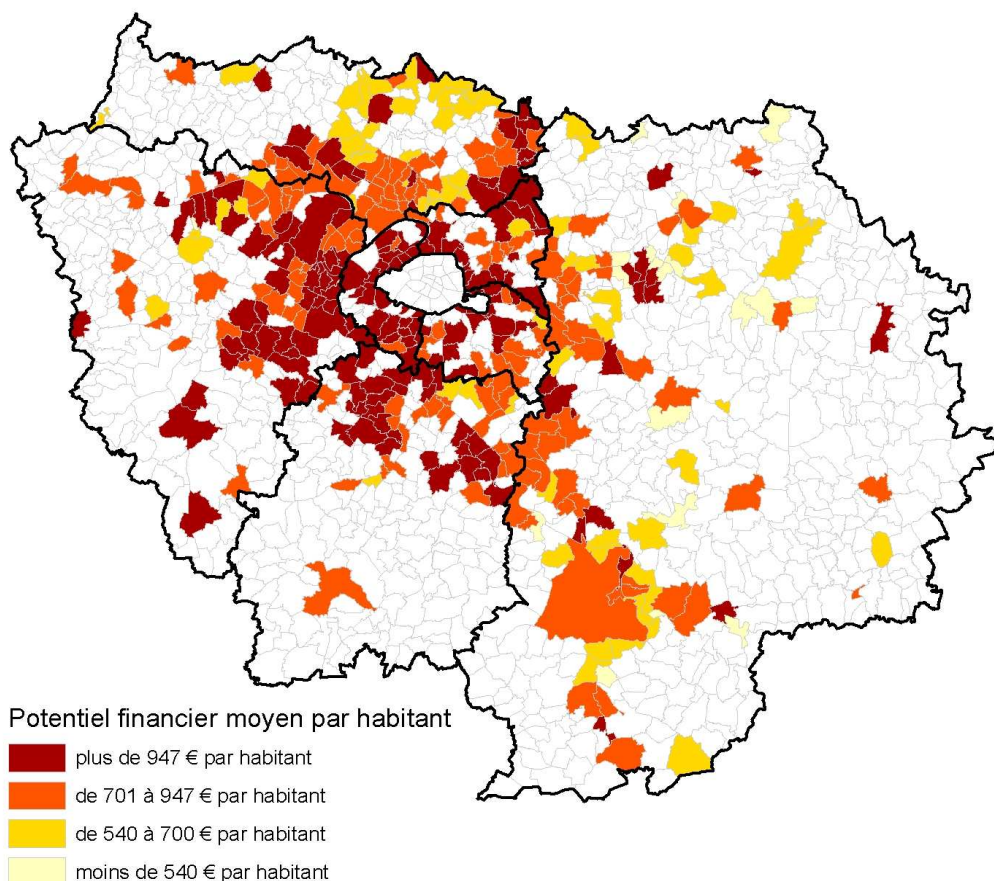 Potentiel financier moyen par habitant
plus de 947 € par habitant
de 701 à 947 € par habitant
de 540 à 700 € par habitant
moins de 540 € par habitant